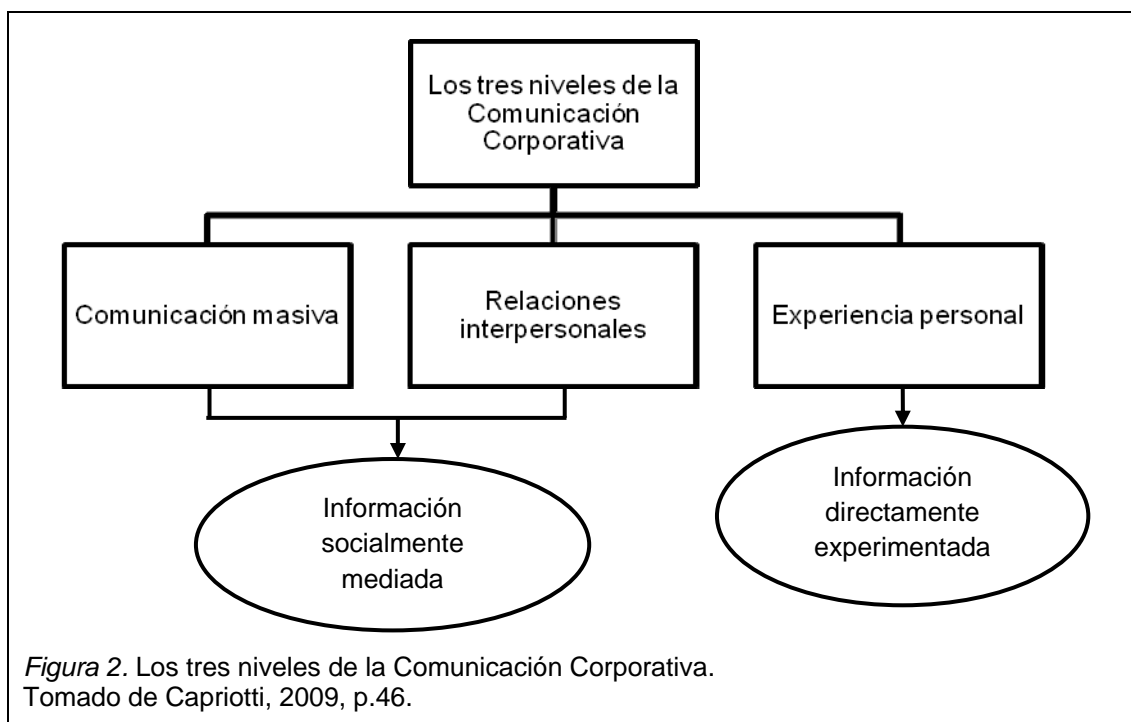 Los tres niveles de la
Comunicación
Corporativa
Comunicación masiva
Relaciones
interpersonales
Experiencia personal
Información
socialmente
mediada
Información
directamente
experimentada
Figura 2. Los tres niveles de la Comunicación Corporativa.
Tomado de Capriotti, 2009, p.46.